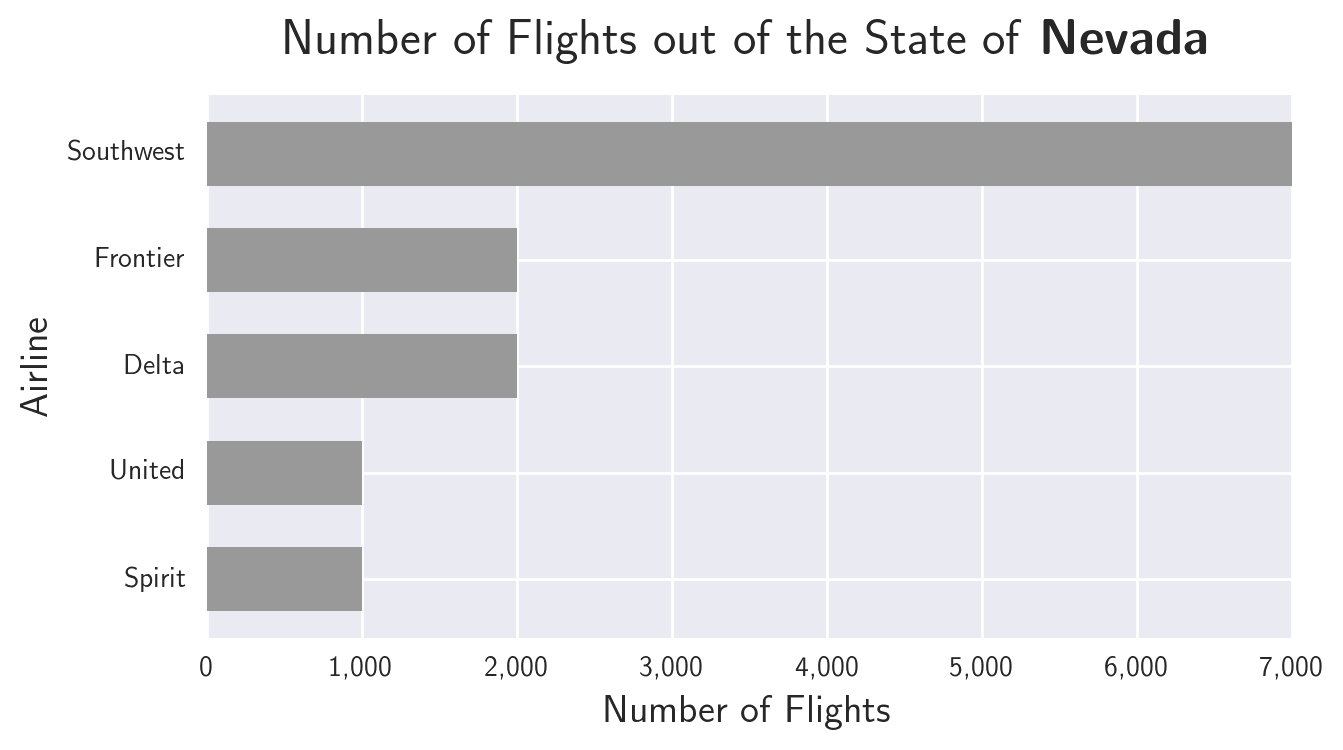 Number of Flights out of the State of Nevada
Southwest
Frontier
Delta
United
Spirit
Airline
0 1,000 2,000 3,000 4,000 5,000 6,000 7,000
Number of Flights